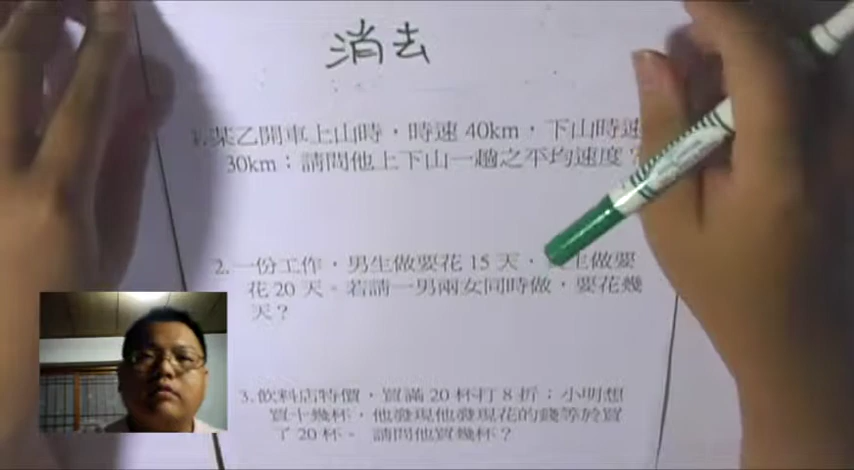 消去
1.某乙開車上山時，時速 40km，下山時速
30km；請問他上下山一趟之平均速度？
2.一份工作，男生做要花 15 天，生做要
花 20 天。若請一男兩女同時做，要花幾
天？
3.飲料店特價，買滿 20 杯打 8 折；小明想
買十幾杯，他發現他發現花的錢等於買
了 20 杯。 請問他買幾杯？